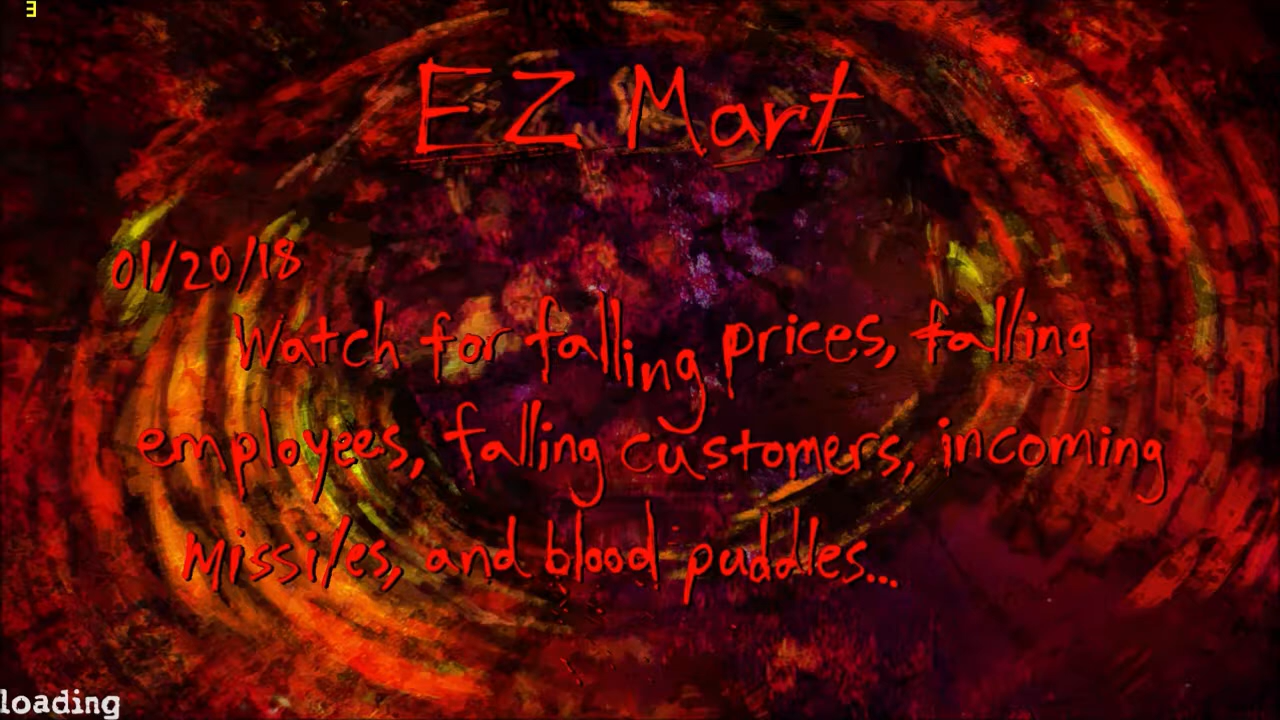 3
EZ Mart
01/20/18
Watch for falling prices, falling
employees, falling customers, incoming
missiles, and blood puddles...
loading